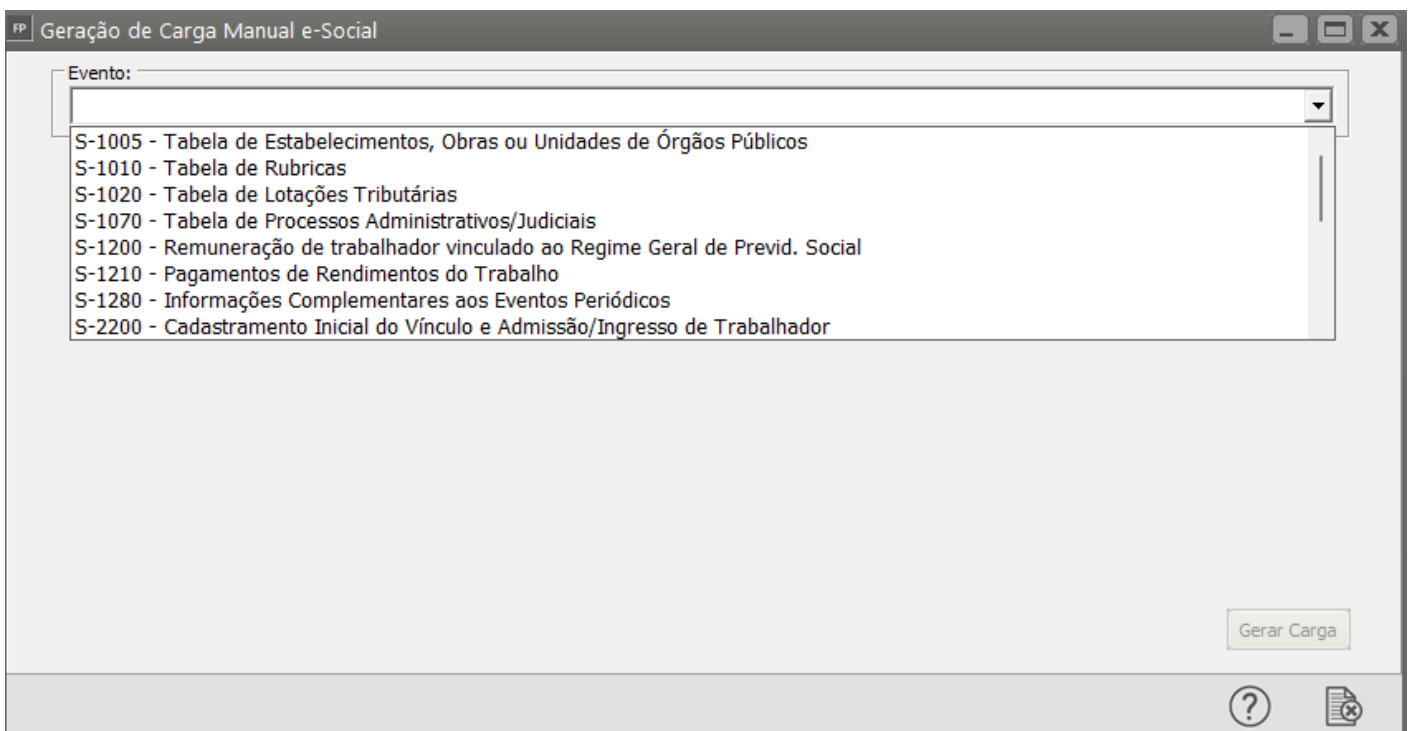 FP Geração de Carga Manual e-Social
Evento:
S-1005 - Tabela de Estabelecimentos, Obras ou Unidades de Órgãos Públicos
S-1010 - Tabela de Rubricas
S-1020 - Tabela de Lotações Tributárias
S-1070 - Tabela de Processos Administrativos/Judiciais
S-1200 - Remuneração de trabalhador vinculado ao Regime Geral de Previd. Social
S-1210 - Pagamentos de Rendimentos do Trabalho
S-1280 - Informações Complementares aos Eventos Periódicos
S-2200 - Cadastramento Inicial do Vínculo e Admissão/Ingresso de Trabalhador
Gerar Carga